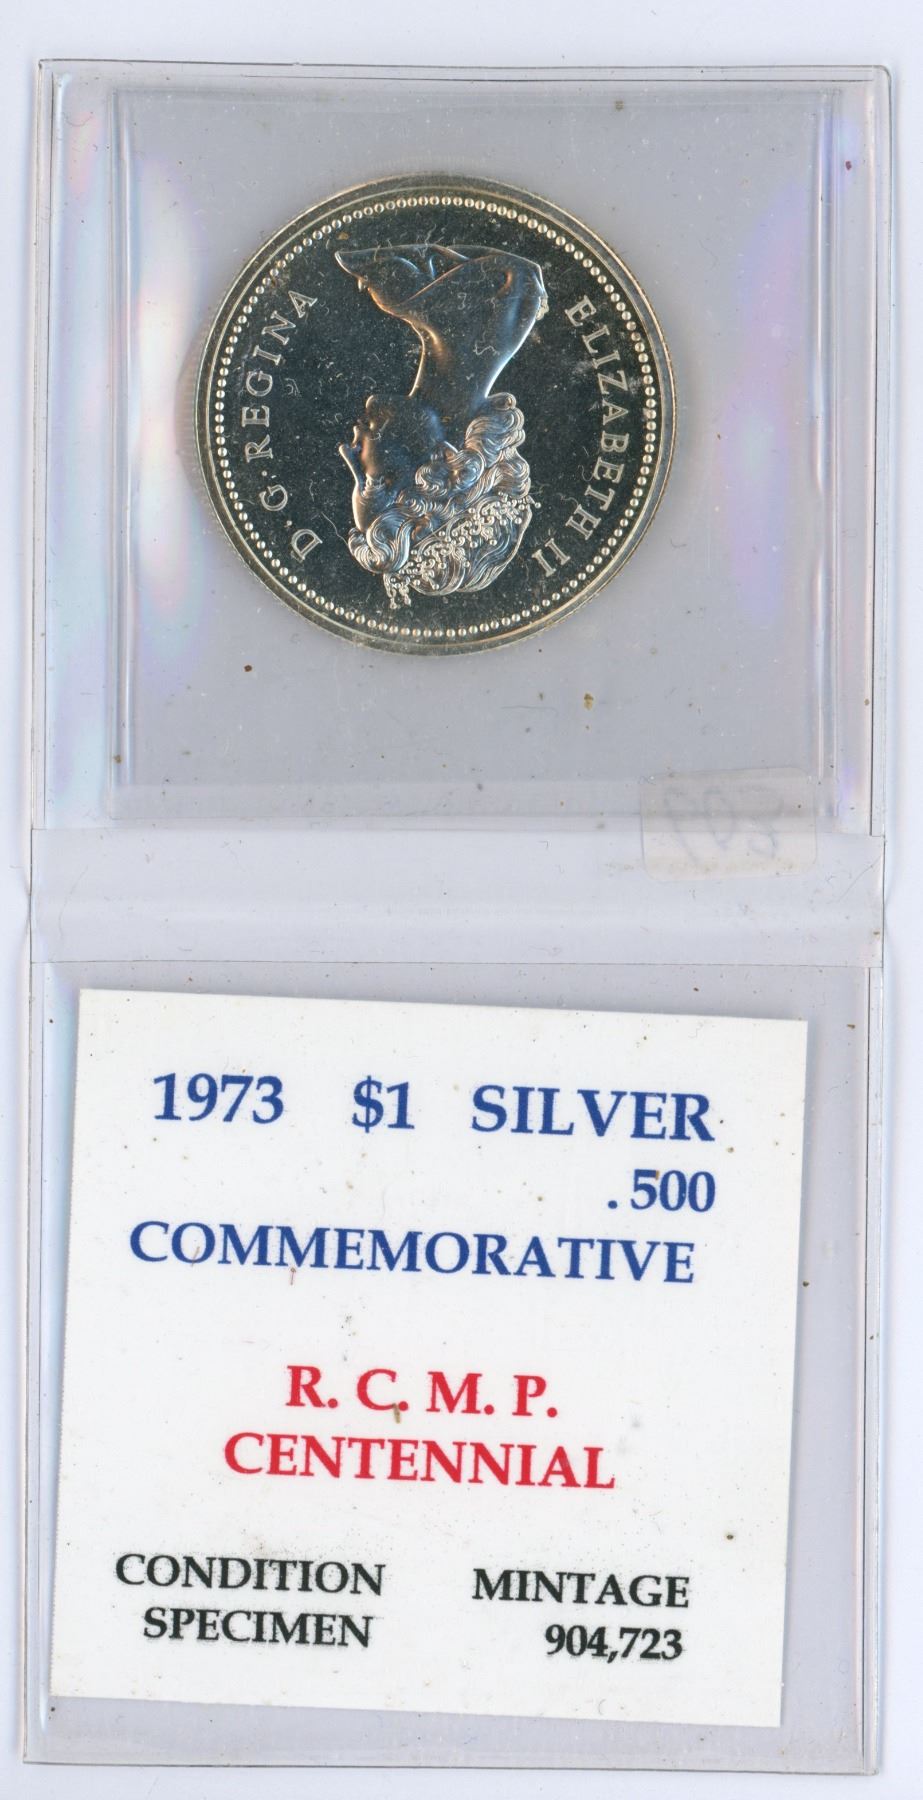 ELIZABETH II
D·G·REGINA
1973 $1 SILVER
.500
COMMEMORATIVE
R. C. M. P.
CENTENNIAL
CONDITION MINTAGE
SPECIMEN 904,723